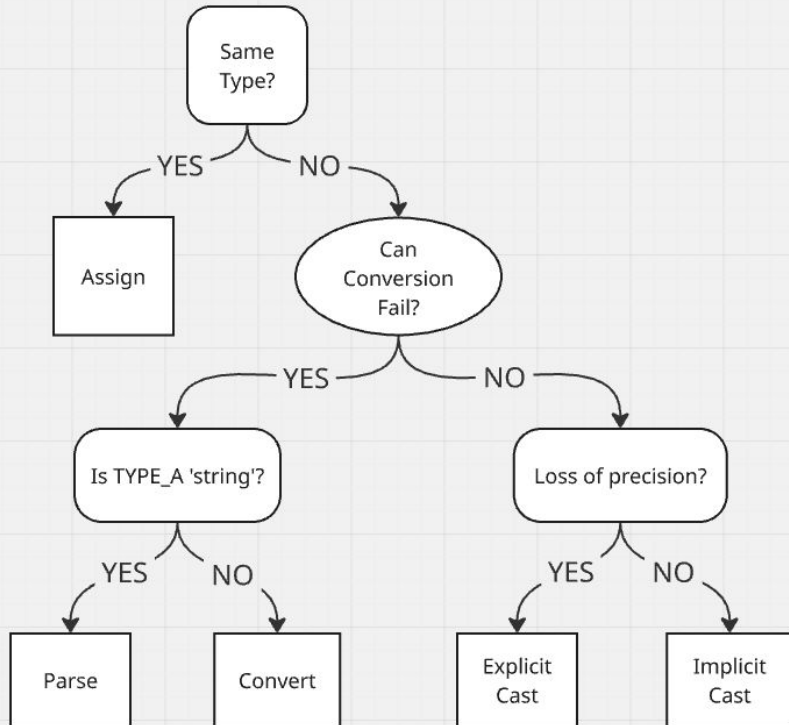 Same
Type?
YES
NO
Assign
Can
Conversion
Fail?
YES
NO
Is TYPE_A 'string'?
Loss of precision?
YES
NO
YES
NO
Parse
Convert
Explicit
Cast
Implicit
Cast